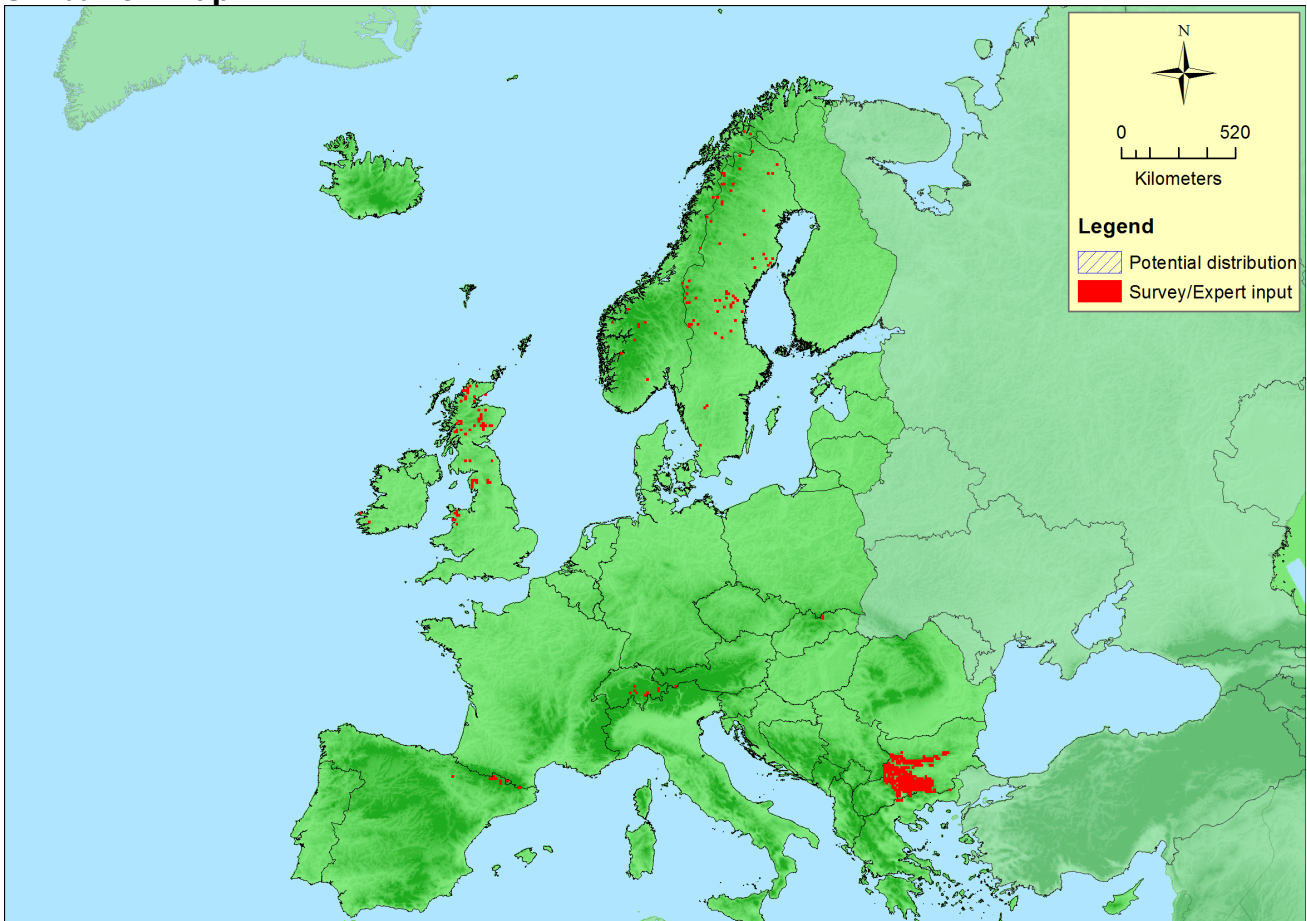 N
0 520
Kilometers
Legend
Potential distribution
Survey/Expert input